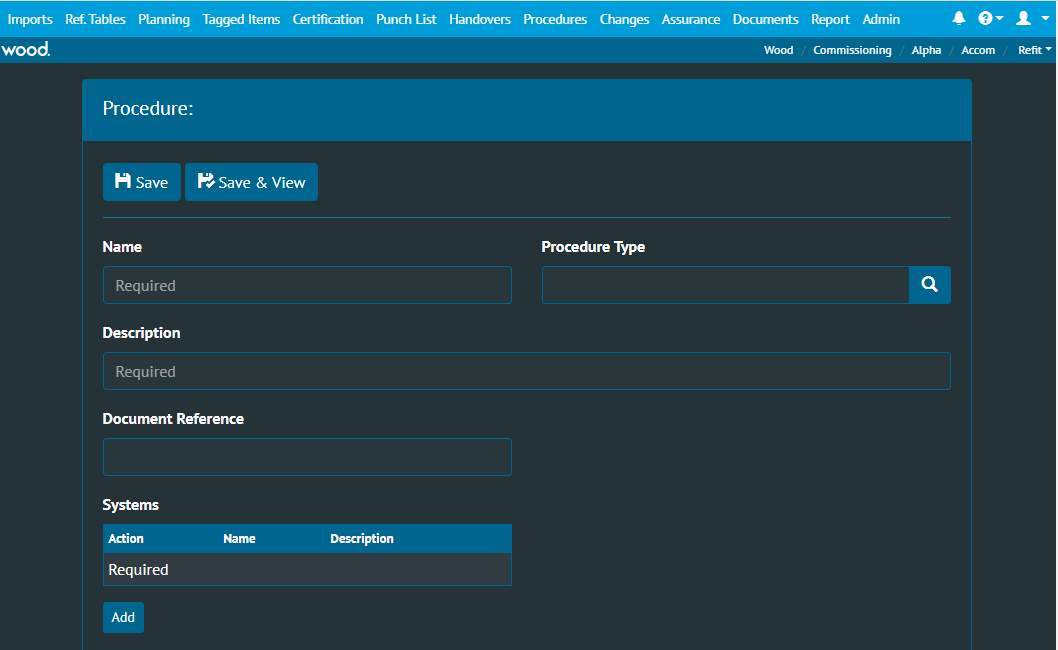 Imports Ref. Tables Planning Tagged Items Certification Punch List Handovers Procedures Changes Assurance Documents Report Admin
wood. Wood / Commissioning / Alpha / Accom / Refit
Procedure:
Save Save & View
Name Procedure Type
Required
Description
Required
Document Reference
Systems
Action Name Description
Required
Add